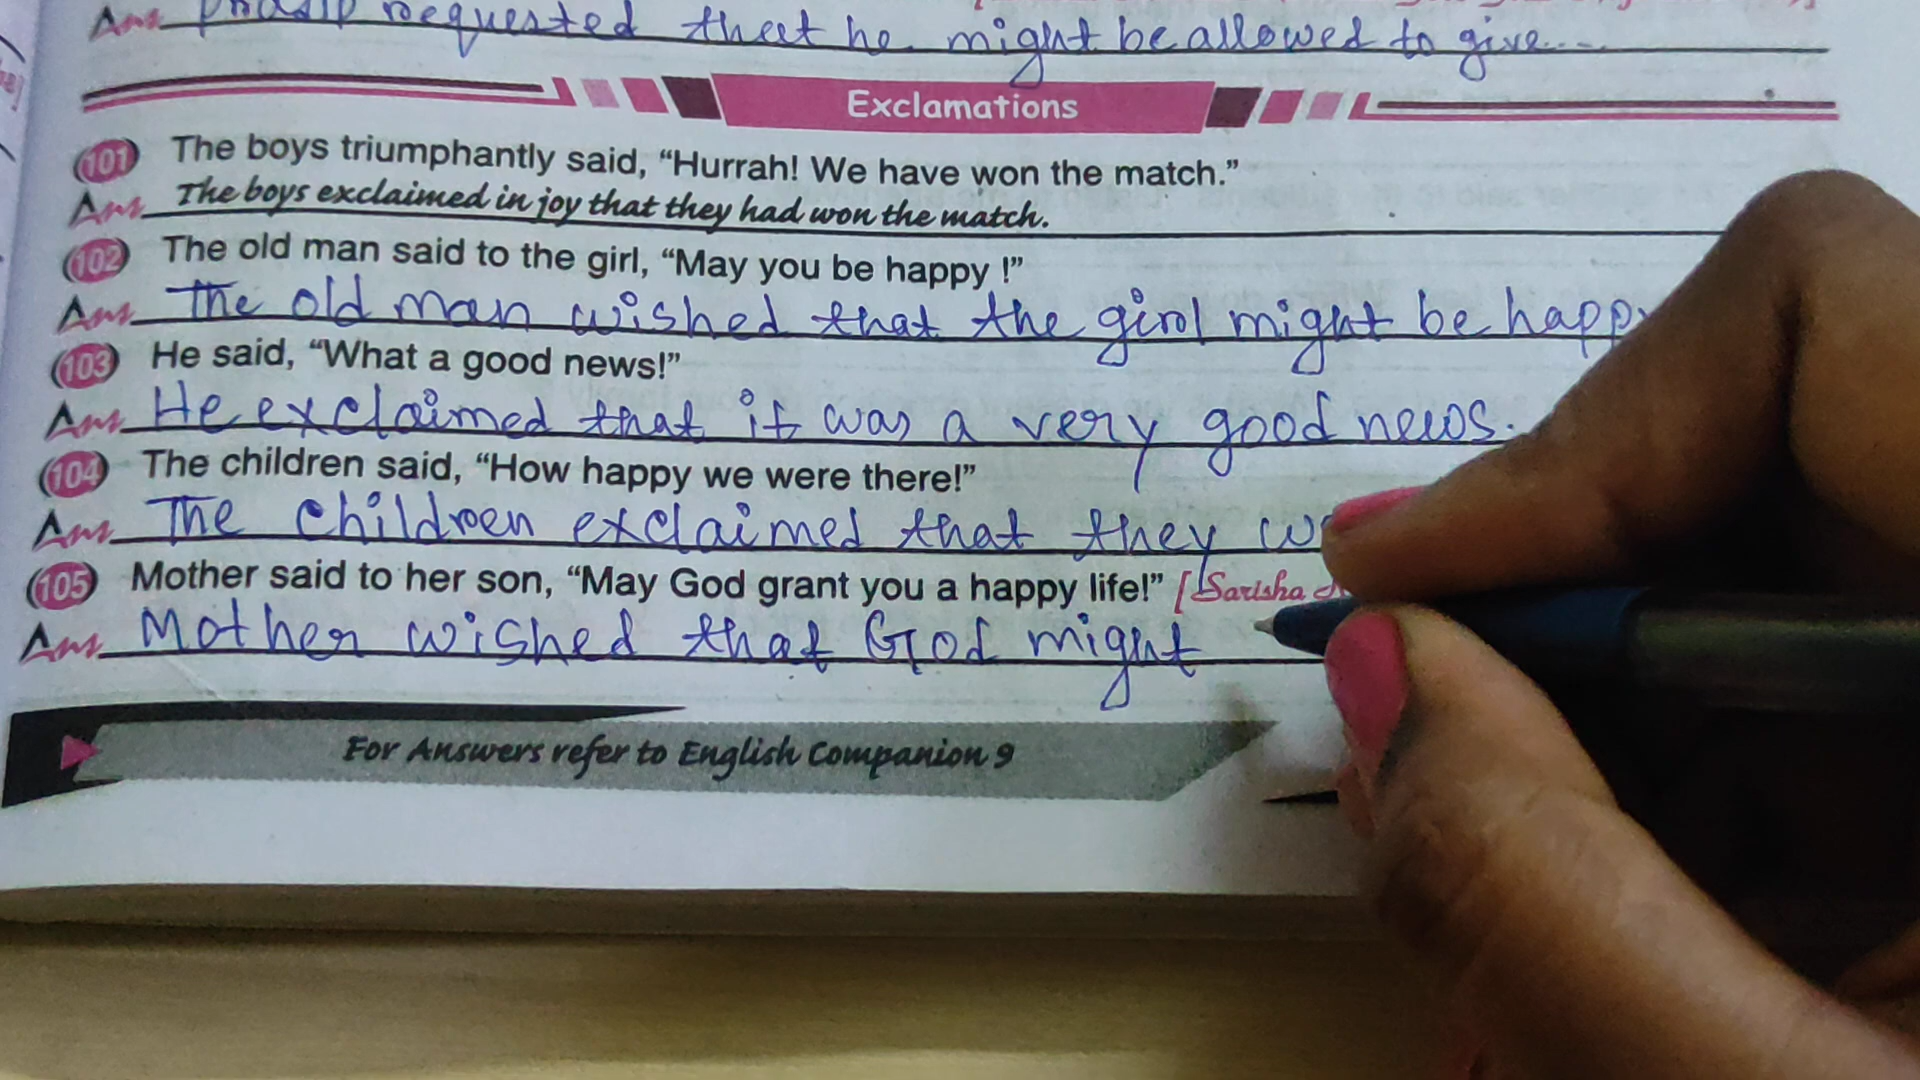 Ans requested that he might be allowed to give...
Exclamations
101 The boys triumphantly said, “Hurrah! We have won the match.”
Ans The boys exclaimed in joy that they had won the match.
102 The old man said to the girl, “May you be happy !”
Ans The old man wished that the girl might be happy
103 He said, “What a good news!”
Ans He exclaimed that it was a very good news.
104 The children said, “How happy we were there!”
Ans The children exclaimed that they
105 Mother said to her son, “May God grant you a happy life!” [Sarisha
Ans Mother wished that God might
For Answers refer to English Companion 9